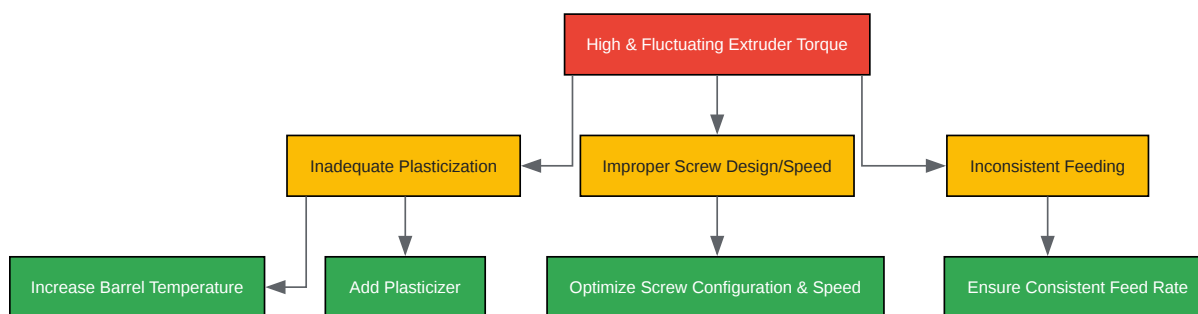 High & Fluctuating Extruder Torque
Inadequate Plasticization
Improper Screw Design/Speed
Inconsistent Feeding
Increase Barrel Temperature
Add Plasticizer
Optimize Screw Configuration & Speed
Ensure Consistent Feed Rate